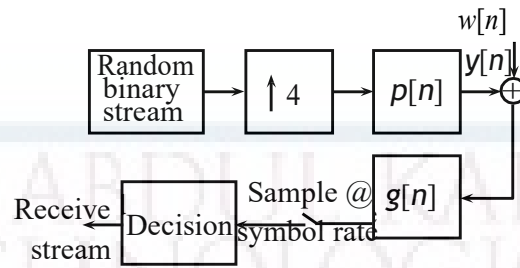 w[n]
Random
binary
stream
↑ 4
p[n]
y[n]
+
Receive
stream
Decision
Sample @
symbol rate
g[n]